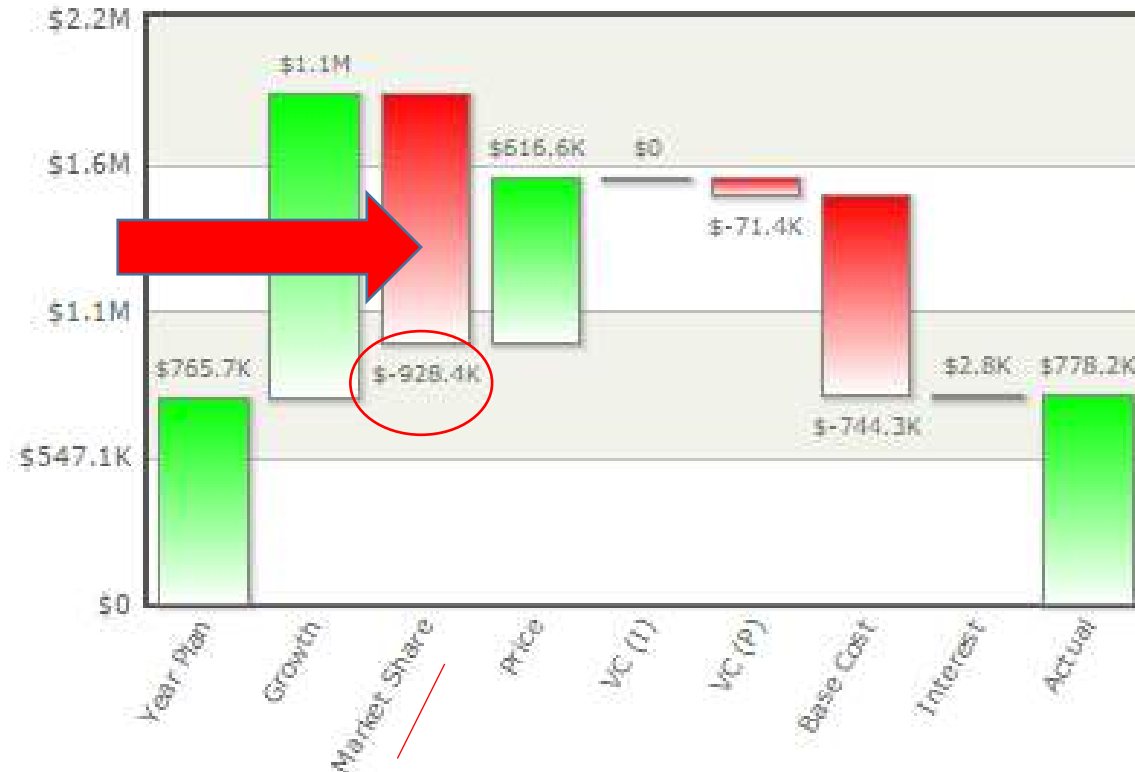 $2.2M
$1.6M
$1.1M
$547.1K
$0
$765.7K
$1.1M
$-928.4K
$616.6K
$0
$-71.4K
$-744.3K
$2.8K
$778.2K
Year Plan
Growth
Market Share
Price
VC (I)
VC (P)
Base Cost
Interest
Actual